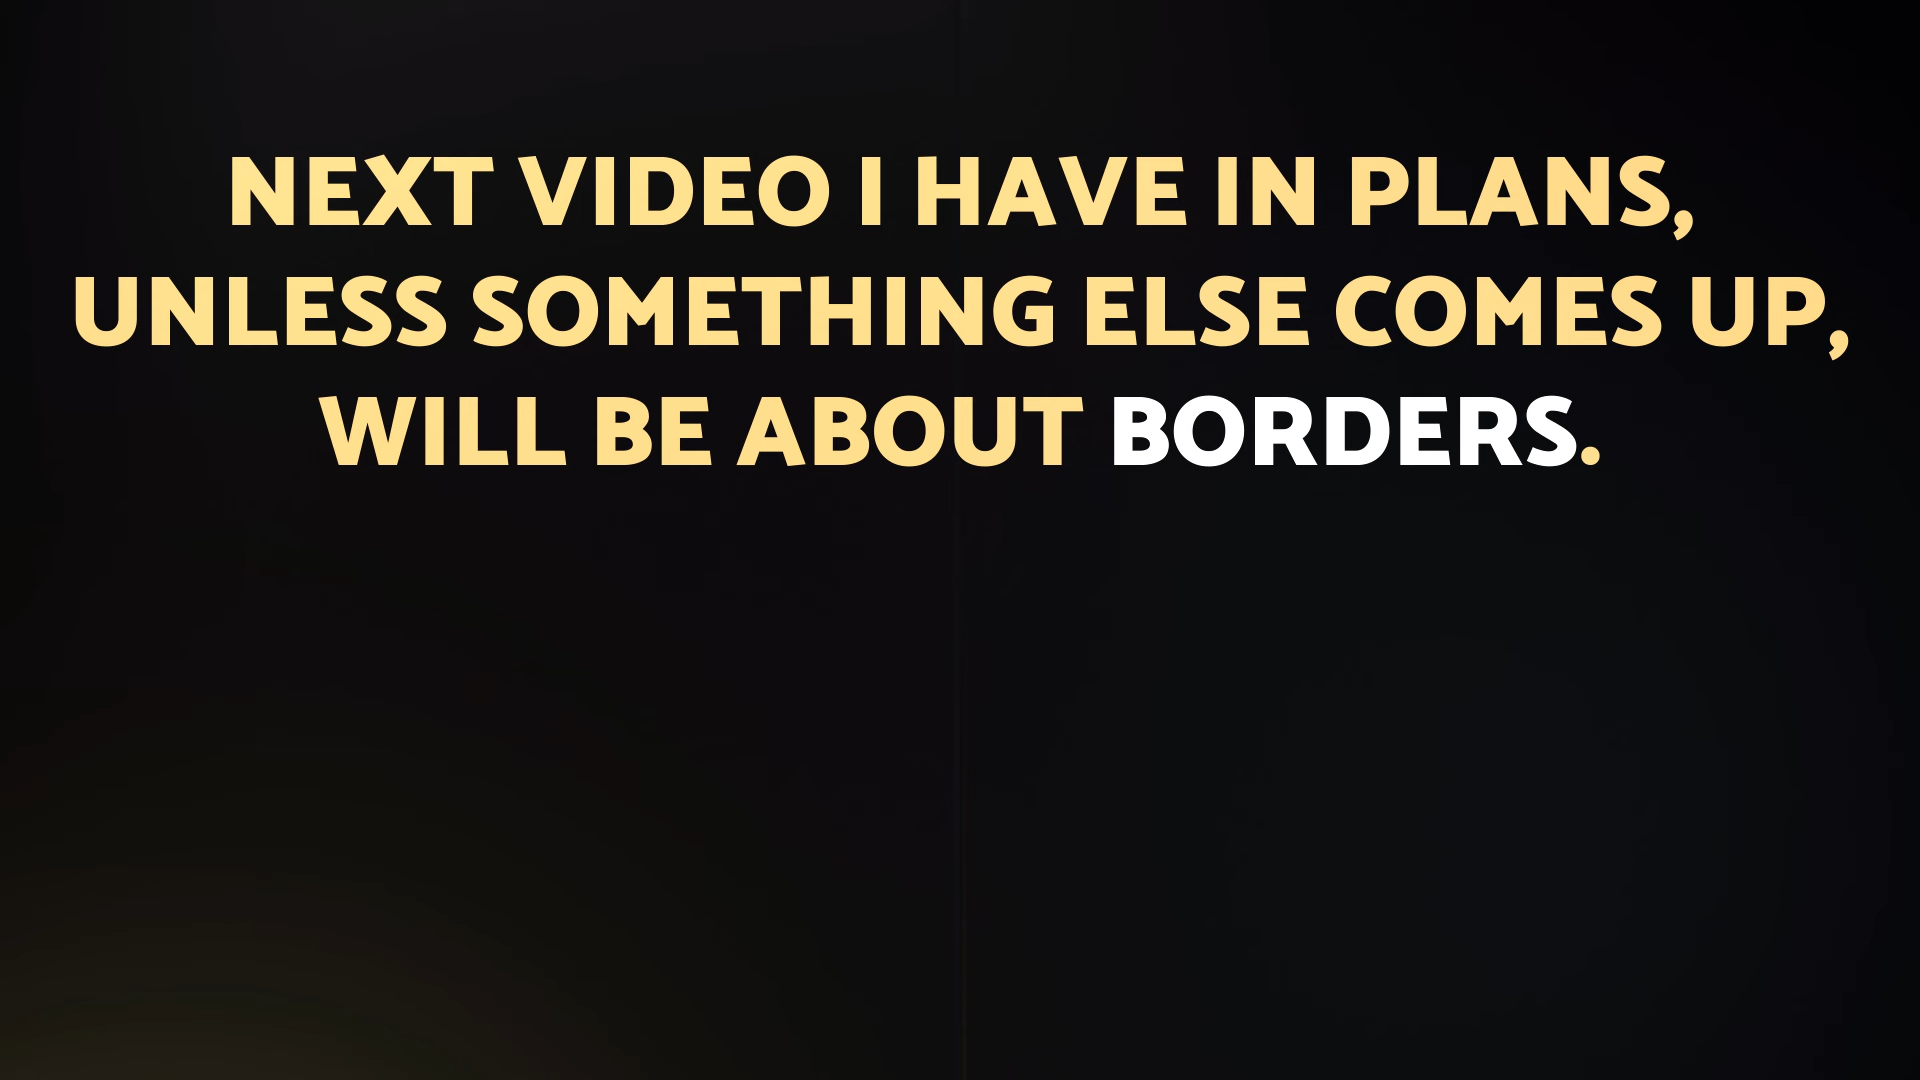 NEXT VIDEO I HAVE IN PLANS,
UNLESS SOMETHING ELSE COMES UP,
WILL BE ABOUT BORDERS.